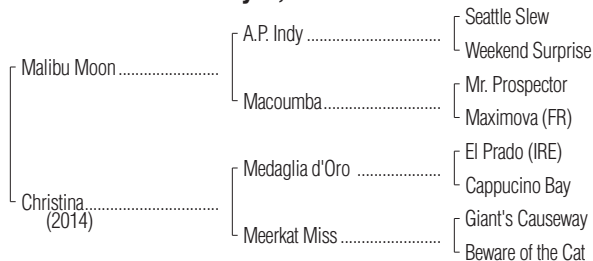 Seattle Slew
A.P. Indy
Weekend Surprise
Malibu Moon
Mr. Prospector
Macoumba
Maximova (FR)
El Prado (IRE)
Medaglia d'Oro
Cappucino Bay
Christina
(2014)
Giant's Causeway
Meerkat Miss
Beware of the Cat